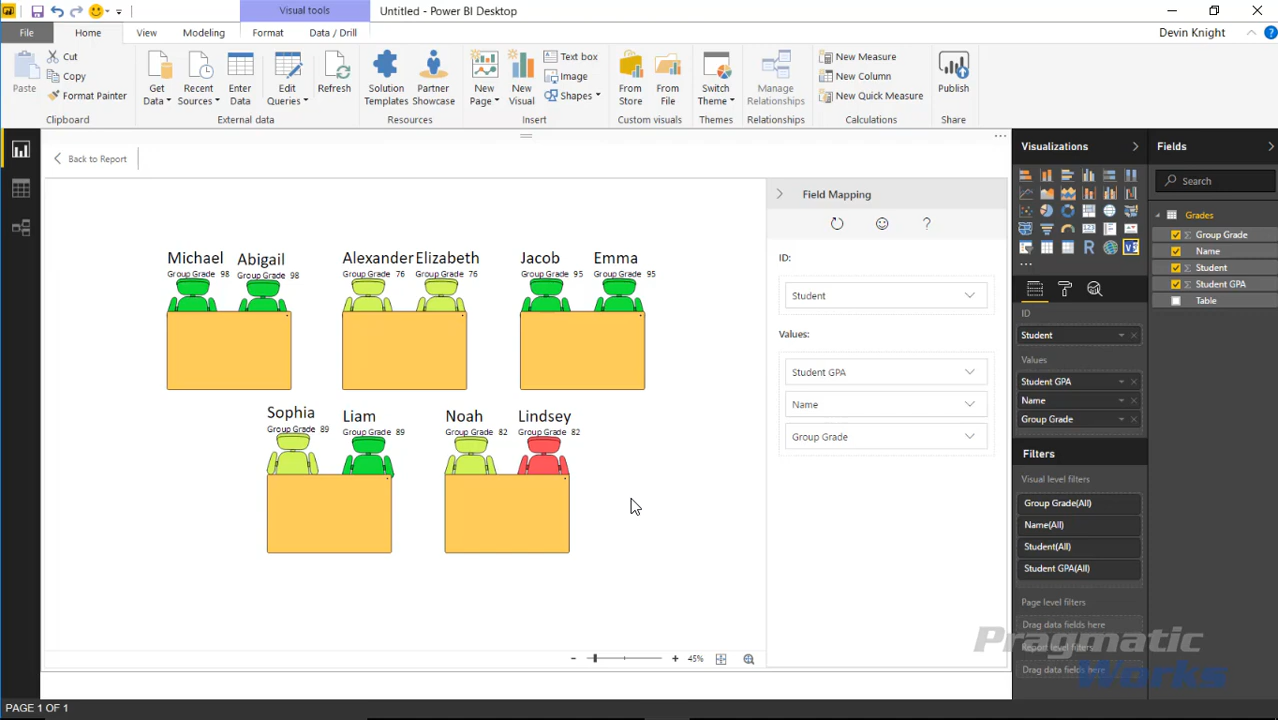 Visual tools
Untitled - Power BI Desktop
File
Home
View
Modeling
Format
Data / Drill
Devin Knight
Paste
Cut
Copy
Format Painter
Clipboard
Get Data
Recent Sources
Enter Data
Edit Queries
Refresh
External data
Solution Templates
Partner Showcase
Resources
New Page
New Visual
Text box
Image
Shapes
Insert
From Store
From File
Custom visuals
Switch Theme
Themes
Manage Relationships
Relationships
New Measure
New Column
New Quick Measure
Calculations
Publish
Share
Back to Report
Michael
Group Grade 98
Abigail
Group Grade 98
Alexander
Group Grade 76
Elizabeth
Group Grade 76
Jacob
Group Grade 95
Emma
Group Grade 95
Sophia
Group Grade 89
Liam
Group Grade 89
Noah
Group Grade 82
Lindsey
Group Grade 82
45%
Field Mapping
?
ID:
Student
Values:
Student GPA
Name
Group Grade
Visualizations
R
ID
Student
Values
Student GPA
Name
Group Grade
Filters
Visual level filters
Group Grade(All)
Name(All)
Student(All)
Student GPA(All)
Page level filters
Drag data fields here
Report level filters
Drag data fields here
Fields
Search
Grades
Group Grade
Name
Student
Student GPA
Table
Pragmatic
Works
PAGE 1 OF 1